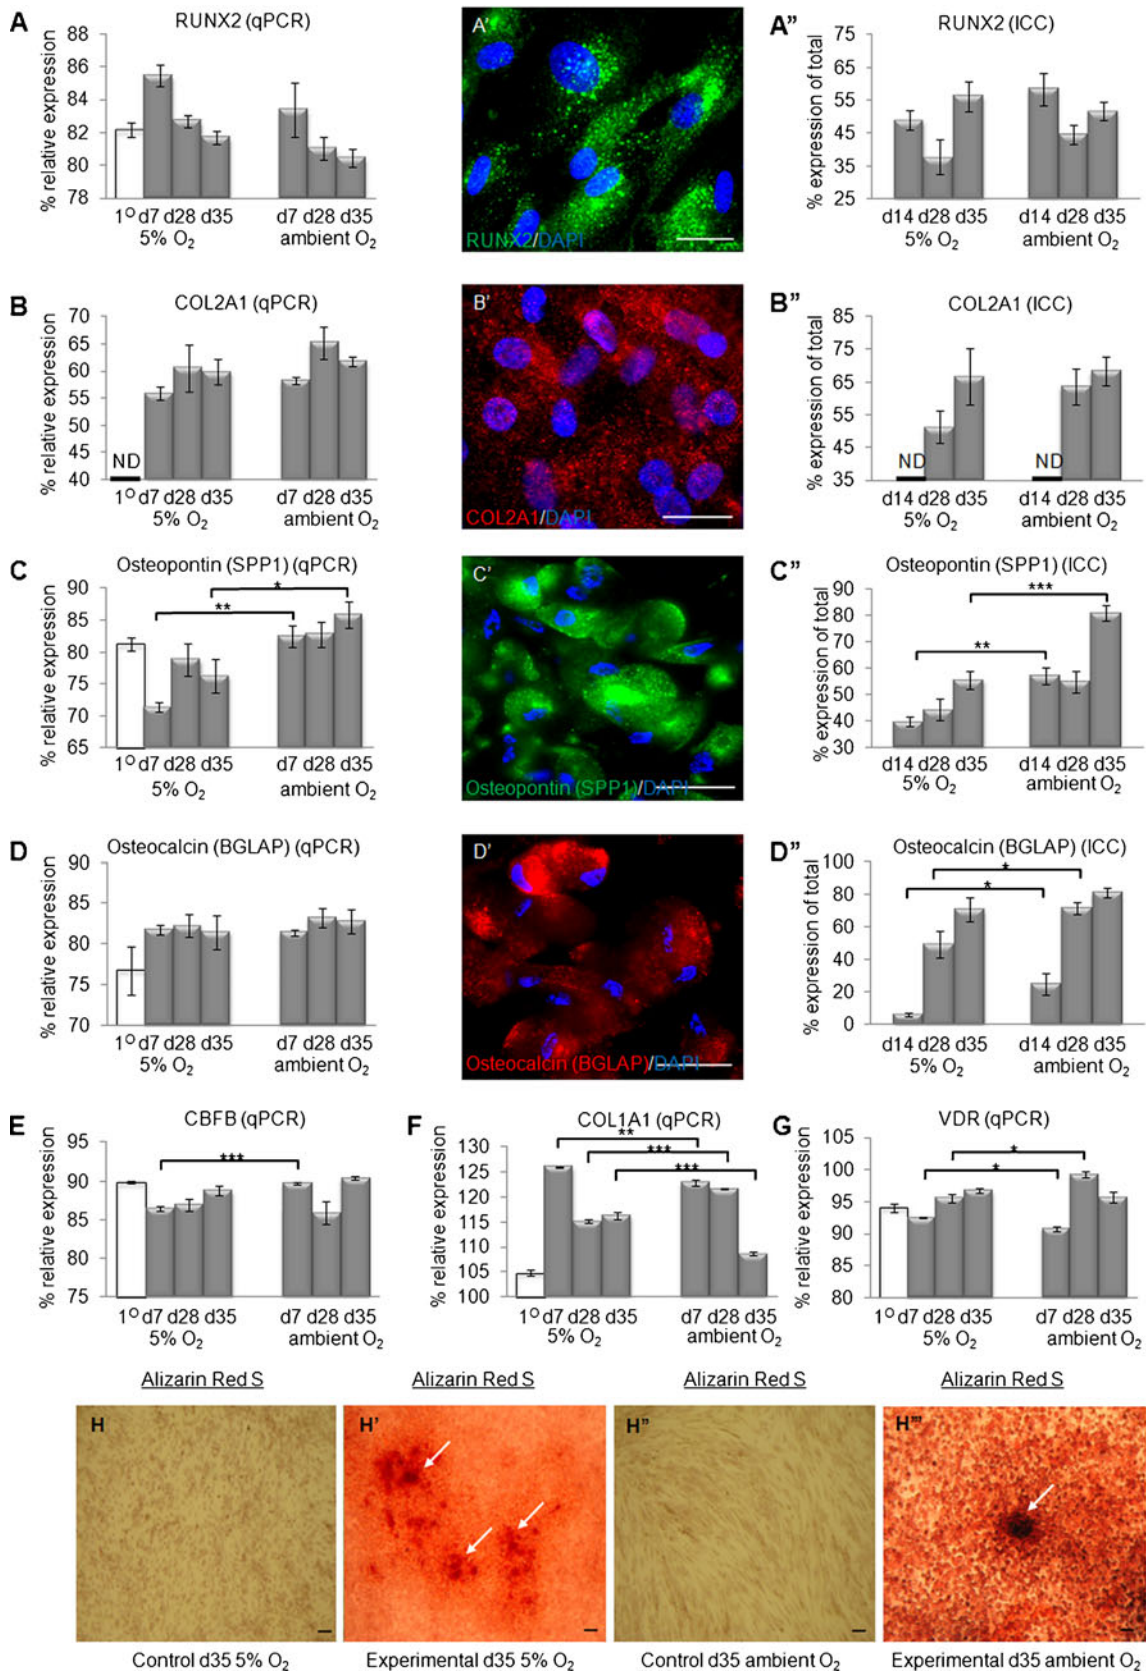 A
RUNX2 (qPCR)
% relative expression
88
86
84
82
80
78
1° d7 d28 d35 d7 d28 d35
5% O₂ ambient O₂
A'
RUNX2/DAPI
A"
RUNX2 (ICC)
% expression of total
75
65
55
45
35
25
d14 d28 d35 d14 d28 d35
5% O₂ ambient O₂
B
COL2A1 (qPCR)
% relative expression
70
65
60
55
50
45
40
ND
1° d7 d28 d35 d7 d28 d35
5% O₂ ambient O₂
B'
COL2A1/DAPI
B"
COL2A1 (ICC)
% expression of total
85
75
65
55
45
35
ND ND
d14 d28 d35 d14 d28 d35
5% O₂ ambient O₂
C
Osteopontin (SPP1) (qPCR)
% relative expression
90
85
80
75
70
65
*
**
1° d7 d28 d35 d7 d28 d35
5% O₂ ambient O₂
C'
Osteopontin (SPP1)/DAPI
C"
Osteopontin (SPP1) (ICC)
% expression of total
90
80
70
60
50
40
30
***
**
d14 d28 d35 d14 d28 d35
5% O₂ ambient O₂
D
Osteocalcin (BGLAP) (qPCR)
% relative expression
90
85
80
75
70
1° d7 d28 d35 d7 d28 d35
5% O₂ ambient O₂
D'
Osteocalcin (BGLAP)/DAPI
D"
Osteocalcin (BGLAP) (ICC)
% expression of total
100
80
60
40
20
0
*
*
d14 d28 d35 d14 d28 d35
5% O₂ ambient O₂
E
CBFB (qPCR)
% relative expression
95
90
85
80
75
***
1° d7 d28 d35 d7 d28 d35
5% O₂ ambient O₂
F
COL1A1 (qPCR)
% relative expression
130
125
120
115
110
105
100
**
***
***
1° d7 d28 d35 d7 d28 d35
5% O₂ ambient O₂
G
VDR (qPCR)
% relative expression
105
100
95
90
85
80
*
*
1° d7 d28 d35 d7 d28 d35
5% O₂ ambient O₂
Alizarin Red S Alizarin Red S Alizarin Red S Alizarin Red S
H H' H" H'"
Control d35 5% O₂ Experimental d35 5% O₂ Control d35 ambient O₂ Experimental d35 ambient O₂